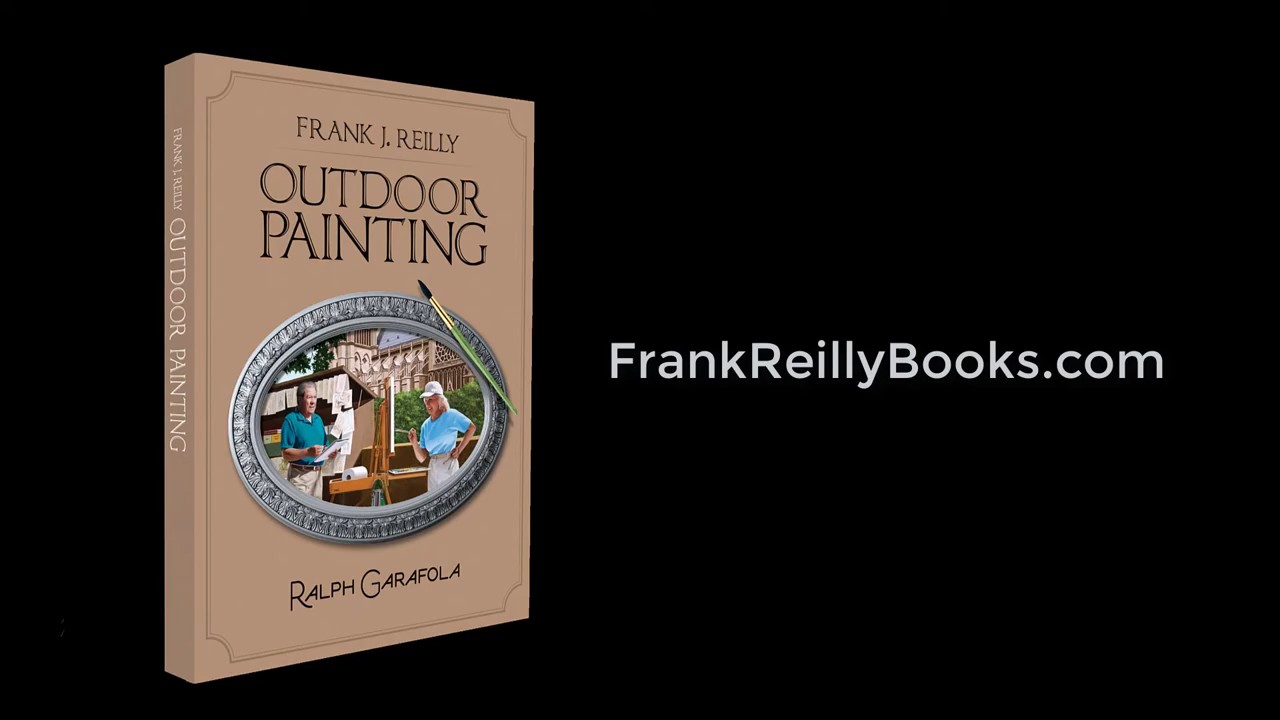 FRANK J. REILLY
OUTDOOR
PAINTING
RALPH GARAFOLA
FRANK J. REILLY OUTDOOR PAINTING
FrankReillyBooks.com